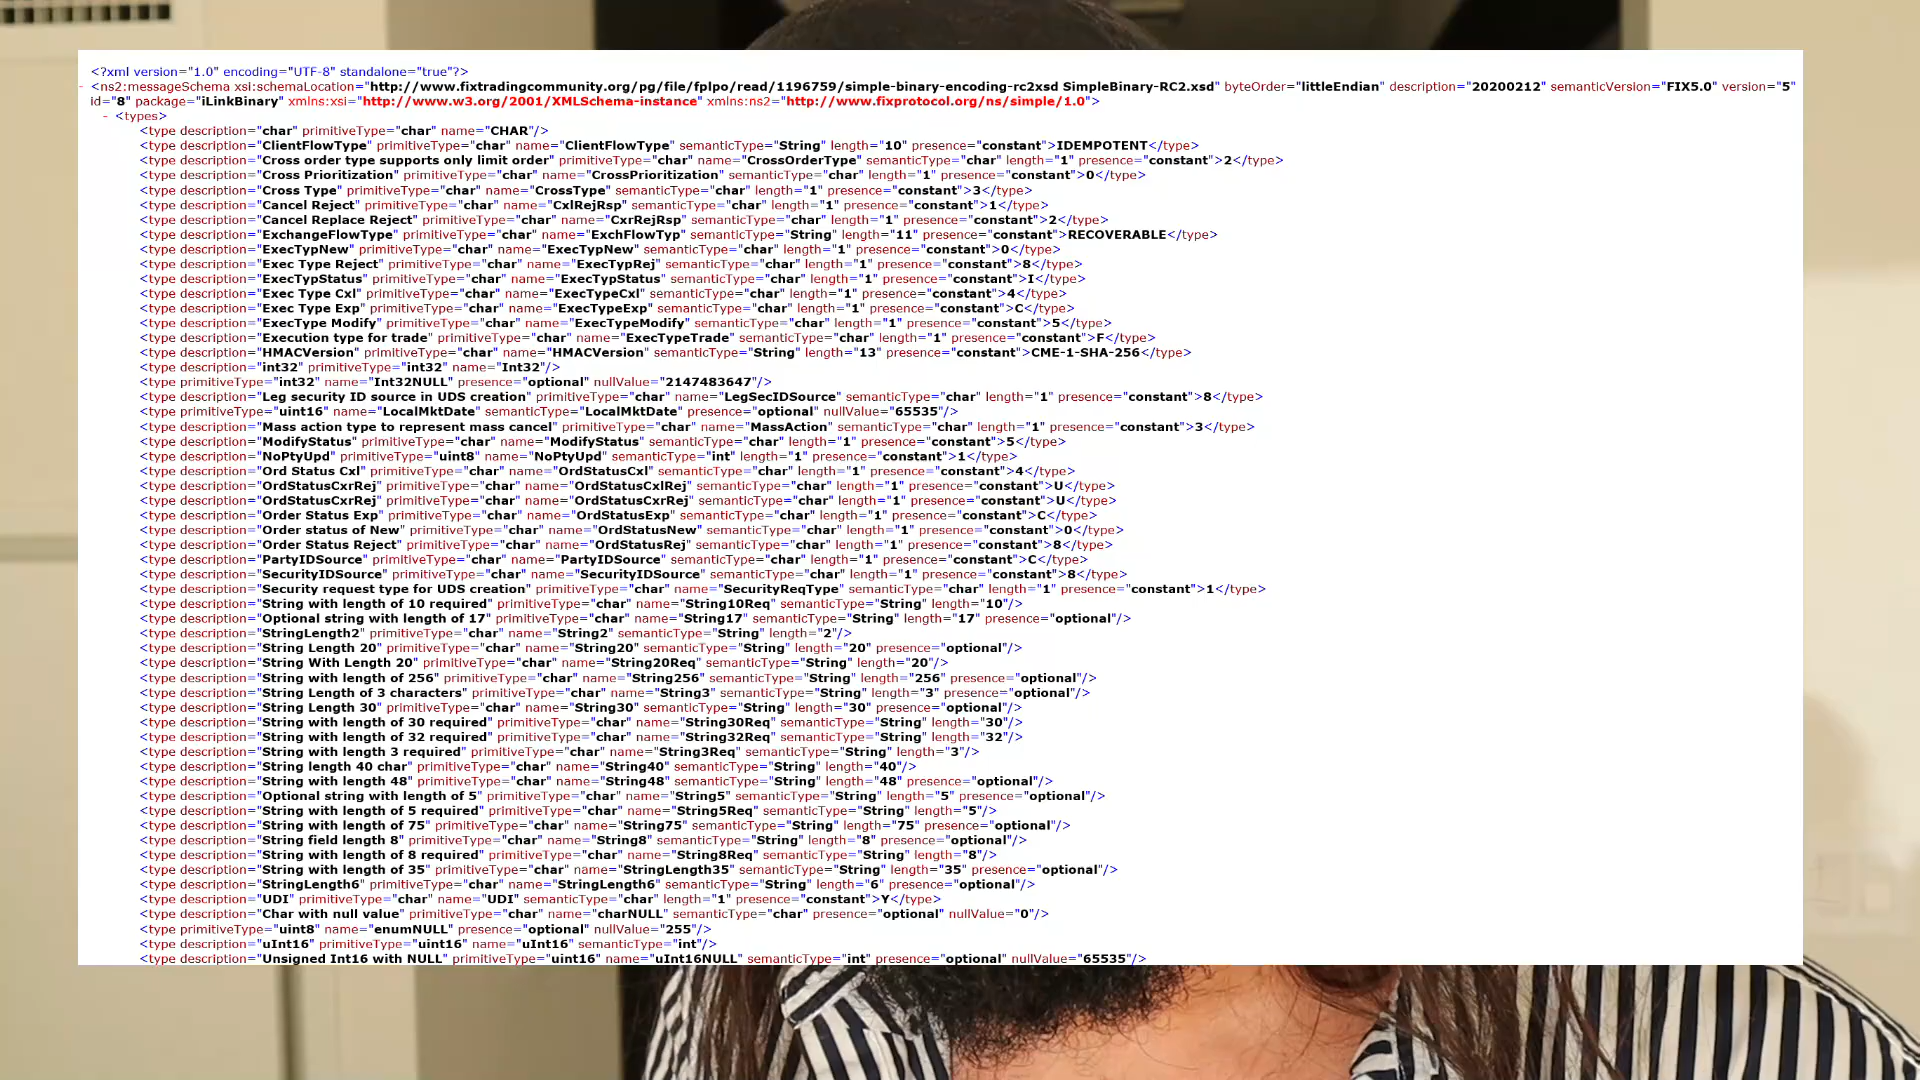 <?xml version="1.0" encoding="UTF-8" standalone="true"?>
- <ns2:messageSchema xsi:schemaLocation="http://www.fixtradingcommunity.org/pg/file/fplpo/read/1196759/simple-binary-encoding-rc2xsd SimpleBinary-RC2.xsd" byteOrder="littleEndian" description="20200212" semanticVersion="FIX5.0" version="5"
id="8" package="iLinkBinary" xmlns:xsi="http://www.w3.org/2001/XMLSchema-instance" xmlns:ns2="http://www.fixprotocol.org/ns/simple/1.0">
- <types>
<type description="char" primitiveType="char" name="CHAR"/>
<type description="ClientFlowType" primitiveType="char" name="ClientFlowType" semanticType="String" length="10" presence="constant">IDEMPOTENT</type>
<type description="Cross order type supports only limit order" primitiveType="char" name="CrossOrderType" semanticType="char" length="1" presence="constant">2</type>
<type description="Cross Prioritization" primitiveType="char" name="CrossPrioritization" semanticType="char" length="1" presence="constant">0</type>
<type description="Cross Type" primitiveType="char" name="CrossType" semanticType="char" length="1" presence="constant">3</type>
<type description="Cancel Reject" primitiveType="char" name="CxlRejRsp" semanticType="char" length="1" presence="constant">1</type>
<type description="Cancel Replace Reject" primitiveType="char" name="CxrRejRsp" semanticType="char" length="1" presence="constant">2</type>
<type description="ExchangeFlowType" primitiveType="char" name="ExchFlowTyp" semanticType="String" length="11" presence="constant">RECOVERABLE</type>
<type description="ExecTypNew" primitiveType="char" name="ExecTypNew" semanticType="char" length="1" presence="constant">0</type>
<type description="Exec Type Reject" primitiveType="char" name="ExecTypRej" semanticType="char" length="1" presence="constant">8</type>
<type description="ExecTypStatus" primitiveType="char" name="ExecTypStatus" semanticType="char" length="1" presence="constant">I</type>
<type description="Exec Type Cxl" primitiveType="char" name="ExecTypeCxl" semanticType="char" length="1" presence="constant">4</type>
<type description="Exec Type Exp" primitiveType="char" name="ExecTypeExp" semanticType="char" length="1" presence="constant">C</type>
<type description="ExecType Modify" primitiveType="char" name="ExecTypeModify" semanticType="char" length="1" presence="constant">5</type>
<type description="Execution type for trade" primitiveType="char" name="ExecTypeTrade" semanticType="char" length="1" presence="constant">F</type>
<type description="HMACVersion" primitiveType="char" name="HMACVersion" semanticType="String" length="13" presence="constant">CME-1-SHA-256</type>
<type description="int32" primitiveType="int32" name="Int32"/>
<type primitiveType="int32" name="Int32NULL" presence="optional" nullValue="2147483647"/>
<type description="Leg security ID source in UDS creation" primitiveType="char" name="LegSecIDSource" semanticType="char" length="1" presence="constant">8</type>
<type primitiveType="uint16" name="LocalMktDate" semanticType="LocalMktDate" presence="optional" nullValue="65535"/>
<type description="Mass action type to represent mass cancel" primitiveType="char" name="MassAction" semanticType="char" length="1" presence="constant">3</type>
<type description="ModifyStatus" primitiveType="char" name="ModifyStatus" semanticType="char" length="1" presence="constant">5</type>
<type description="NoPtyUpd" primitiveType="uint8" name="NoPtyUpd" semanticType="int" length="1" presence="constant">1</type>
<type description="Ord Status Cxl" primitiveType="char" name="OrdStatusCxl" semanticType="char" length="1" presence="constant">4</type>
<type description="OrdStatusCxrRej" primitiveType="char" name="OrdStatusCxlRej" semanticType="char" length="1" presence="constant">U</type>
<type description="OrdStatusCxrRej" primitiveType="char" name="OrdStatusCxrRej" semanticType="char" length="1" presence="constant">U</type>
<type description="Order Status Exp" primitiveType="char" name="OrdStatusExp" semanticType="char" length="1" presence="constant">C</type>
<type description="Order status of New" primitiveType="char" name="OrdStatusNew" semanticType="char" length="1" presence="constant">0</type>
<type description="Order Status Reject" primitiveType="char" name="OrdStatusRej" semanticType="char" length="1" presence="constant">8</type>
<type description="PartyIDSource" primitiveType="char" name="PartyIDSource" semanticType="char" length="1" presence="constant">C</type>
<type description="SecurityIDSource" primitiveType="char" name="SecurityIDSource" semanticType="char" length="1" presence="constant">8</type>
<type description="Security request type for UDS creation" primitiveType="char" name="SecurityReqType" semanticType="char" length="1" presence="constant">1</type>
<type description="String with length of 10 required" primitiveType="char" name="String10Req" semanticType="String" length="10"/>
<type description="Optional string with length of 17" primitiveType="char" name="String17" semanticType="String" length="17" presence="optional"/>
<type description="StringLength2" primitiveType="char" name="String2" semanticType="String" length="2"/>
<type description="String Length 20" primitiveType="char" name="String20" semanticType="String" length="20" presence="optional"/>
<type description="String With Length 20" primitiveType="char" name="String20Req" semanticType="String" length="20"/>
<type description="String with length of 256" primitiveType="char" name="String256" semanticType="String" length="256" presence="optional"/>
<type description="String Length of 3 characters" primitiveType="char" name="String3" semanticType="String" length="3" presence="optional"/>
<type description="String Length 30" primitiveType="char" name="String30" semanticType="String" length="30" presence="optional"/>
<type description="String with length of 30 required" primitiveType="char" name="String30Req" semanticType="String" length="30"/>
<type description="String with length of 32 required" primitiveType="char" name="String32Req" semanticType="String" length="32"/>
<type description="String with length 3 required" primitiveType="char" name="String3Req" semanticType="String" length="3"/>
<type description="String length 40 char" primitiveType="char" name="String40" semanticType="String" length="40"/>
<type description="String with length 48" primitiveType="char" name="String48" semanticType="String" length="48" presence="optional"/>
<type description="Optional string with length of 5" primitiveType="char" name="String5" semanticType="String" length="5" presence="optional"/>
<type description="String with length of 5 required" primitiveType="char" name="String5Req" semanticType="String" length="5"/>
<type description="String with length of 75" primitiveType="char" name="String75" semanticType="String" length="75" presence="optional"/>
<type description="String field length 8" primitiveType="char" name="String8" semanticType="String" length="8" presence="optional"/>
<type description="String with length of 8 required" primitiveType="char" name="String8Req" semanticType="String" length="8"/>
<type description="String with length of 35" primitiveType="char" name="StringLength35" semanticType="String" length="35" presence="optional"/>
<type description="StringLength6" primitiveType="char" name="StringLength6" semanticType="String" length="6" presence="optional"/>
<type description="UDI" primitiveType="char" name="UDI" semanticType="char" length="1" presence="constant">Y</type>
<type description="Char with null value" primitiveType="char" name="charNULL" semanticType="char" presence="optional" nullValue="0"/>
<type primitiveType="uint8" name="enumNULL" presence="optional" nullValue="255"/>
<type description="uInt16" primitiveType="uint16" name="uInt16" semanticType="int"/>
<type description="Unsigned Int16 with NULL" primitiveType="uint16" name="uInt16NULL" semanticType="int" presence="optional" nullValue="65535"/>